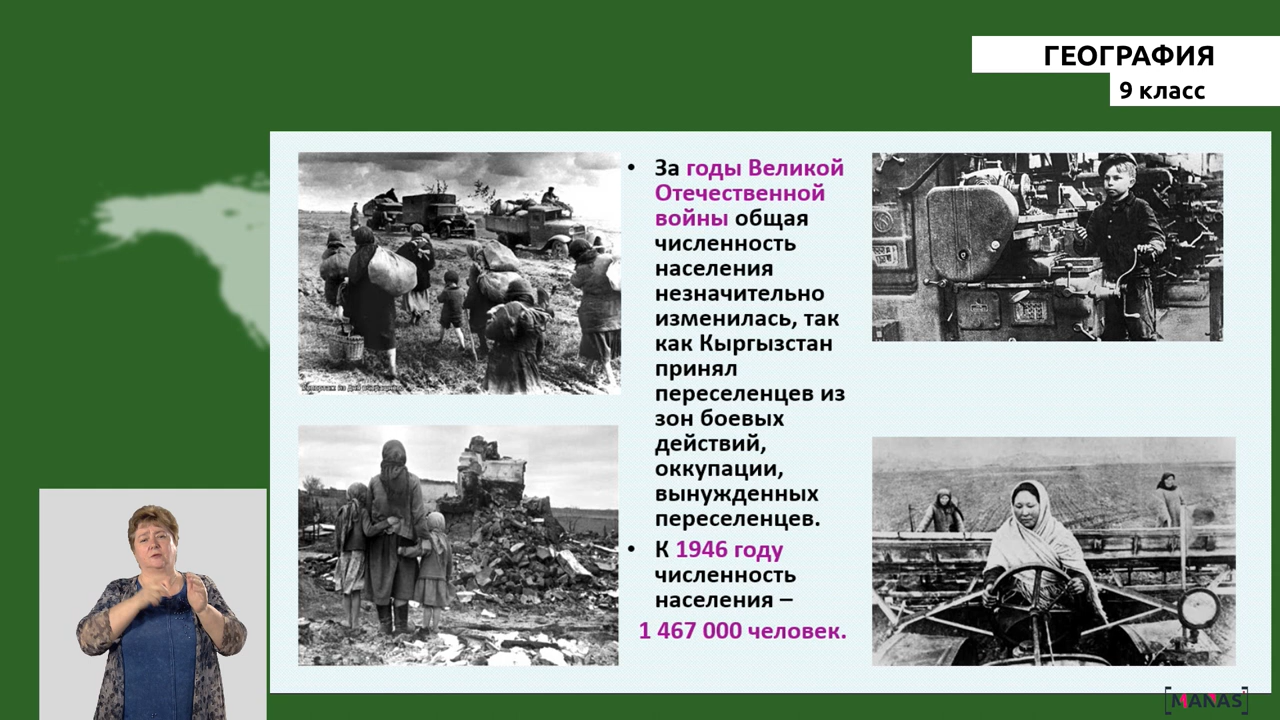 ГЕОГРАФИЯ
9 класс
• За годы Великой
Отечественной
войны общая
численность
населения
незначительно
изменилась, так
как Кыргызстан
принял
переселенцев из
зон боевых
действий,
оккупации,
вынужденных
переселенцев.
• К 1946 году
численность
населения –
1 467 000 человек.
MANAS